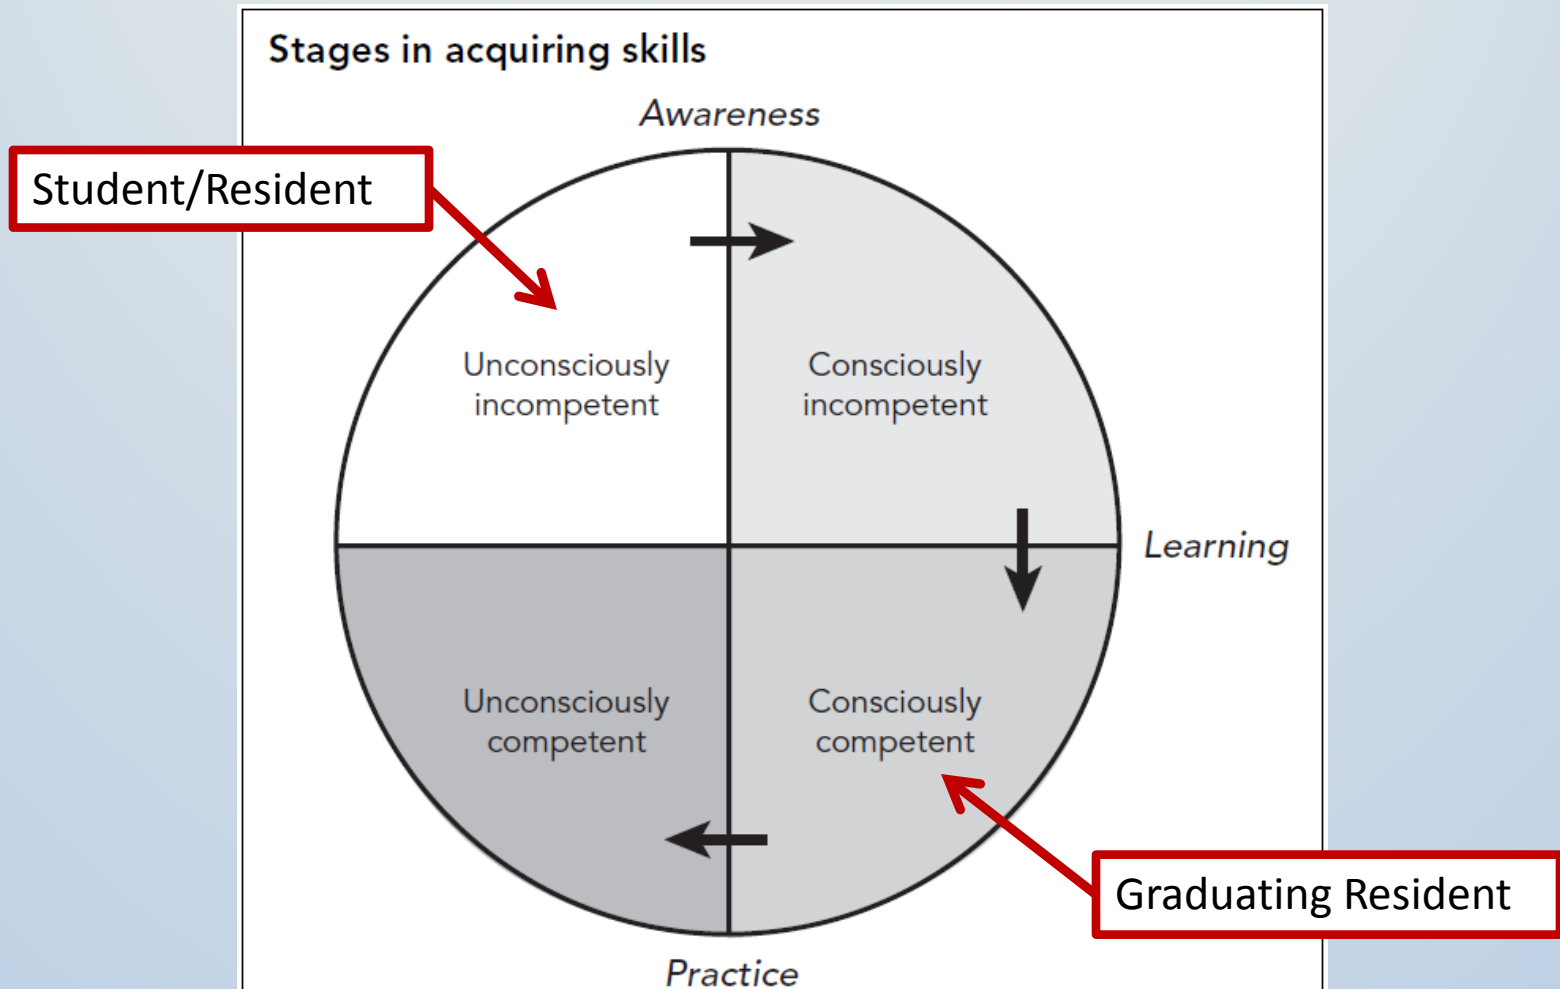 Stages in acquiring skills
Awareness
Student/Resident
Unconsciously
incompetent
Consciously
incompetent
Learning
Unconsciously
competent
Consciously
competent
Graduating Resident
Practice